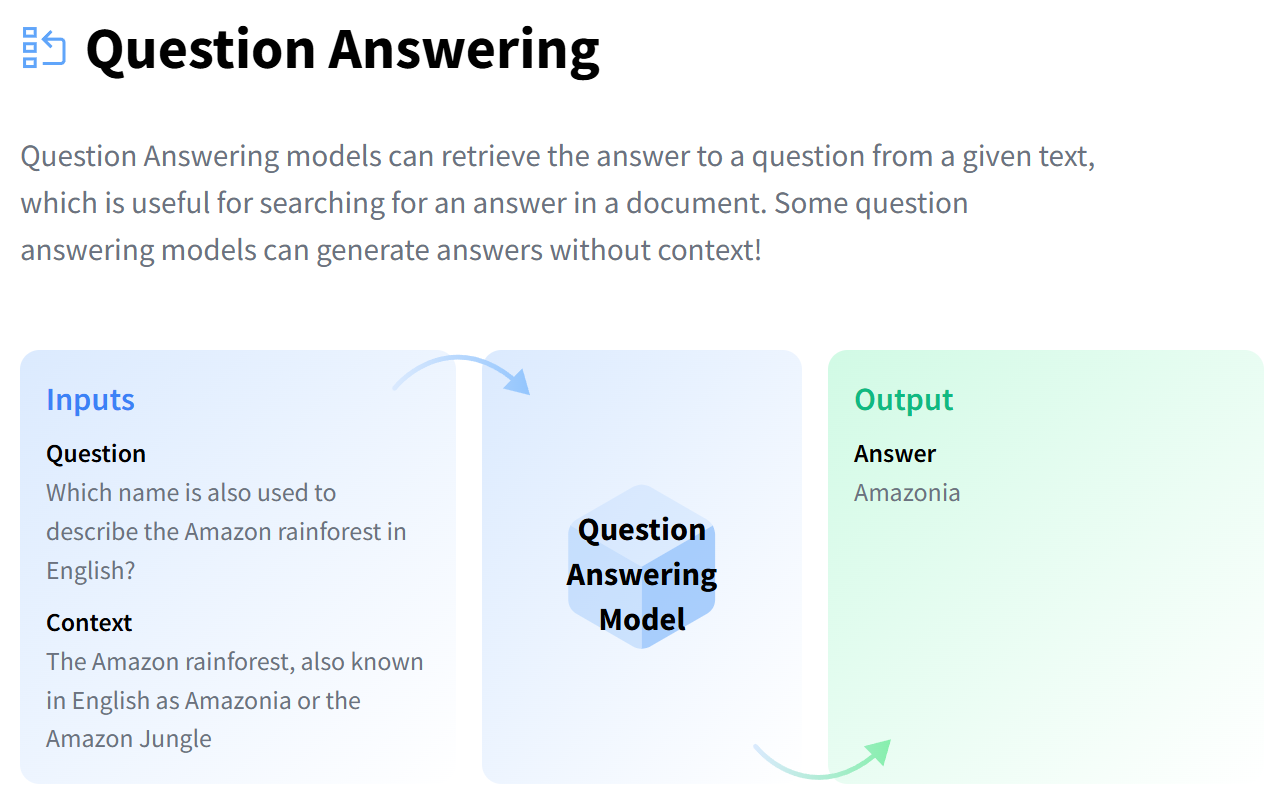 Question Answering
Question Answering models can retrieve the answer to a question from a given text,
which is useful for searching for an answer in a document. Some question
answering models can generate answers without context!
Inputs
Question
Which name is also used to
describe the Amazon rainforest in
English?
Context
The Amazon rainforest, also known
in English as Amazonia or the
Amazon Jungle
Question
Answering
Model
Output
Answer
Amazonia